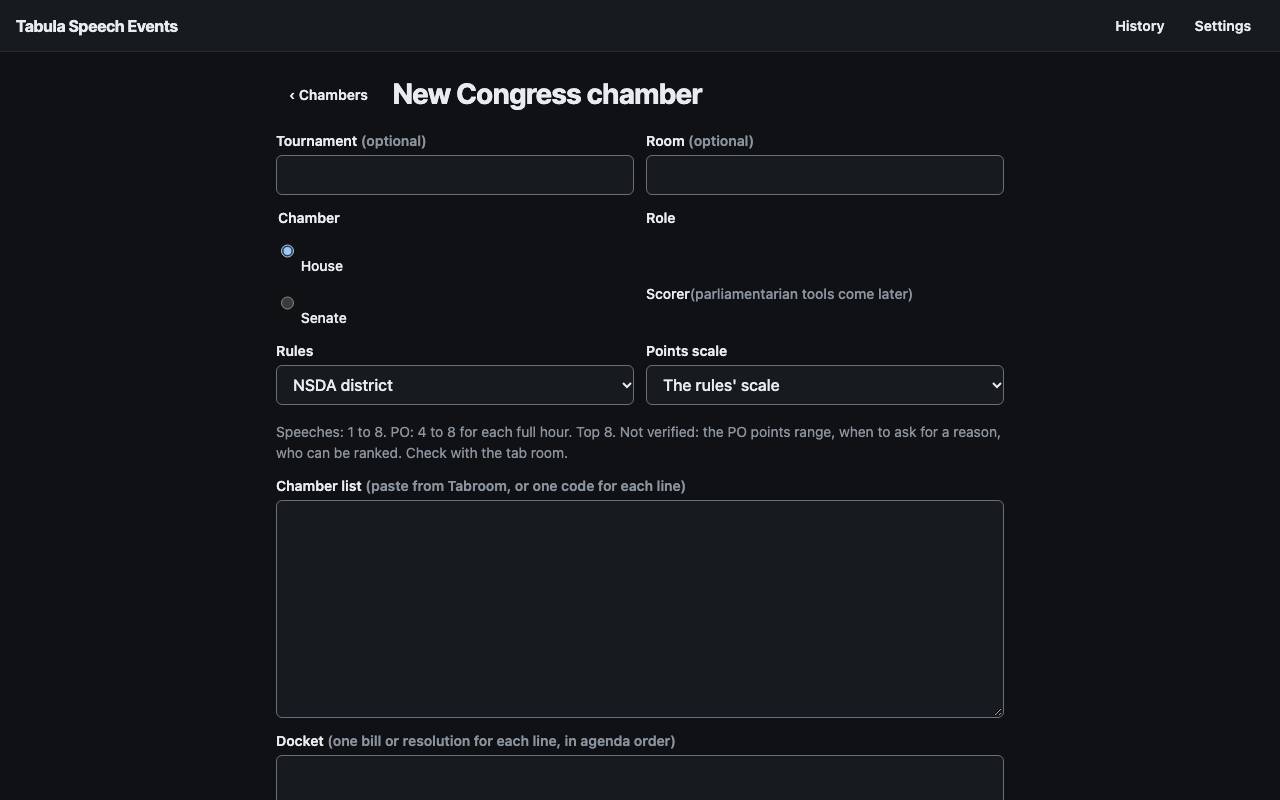 Tabula Speech Events
History
Settings
‹ Chambers
New Congress chamber
Tournament (optional)
Room (optional)
Chamber
Role
House
Scorer(parliamentarian tools come later)
Senate
Rules
Points scale
NSDA district
The rules' scale
Speeches: 1 to 8. PO: 4 to 8 for each full hour. Top 8. Not verified: the PO points range, when to ask for a reason,
who can be ranked. Check with the tab room.
Chamber list (paste from Tabroom, or one code for each line)
Docket (one bill or resolution for each line, in agenda order)